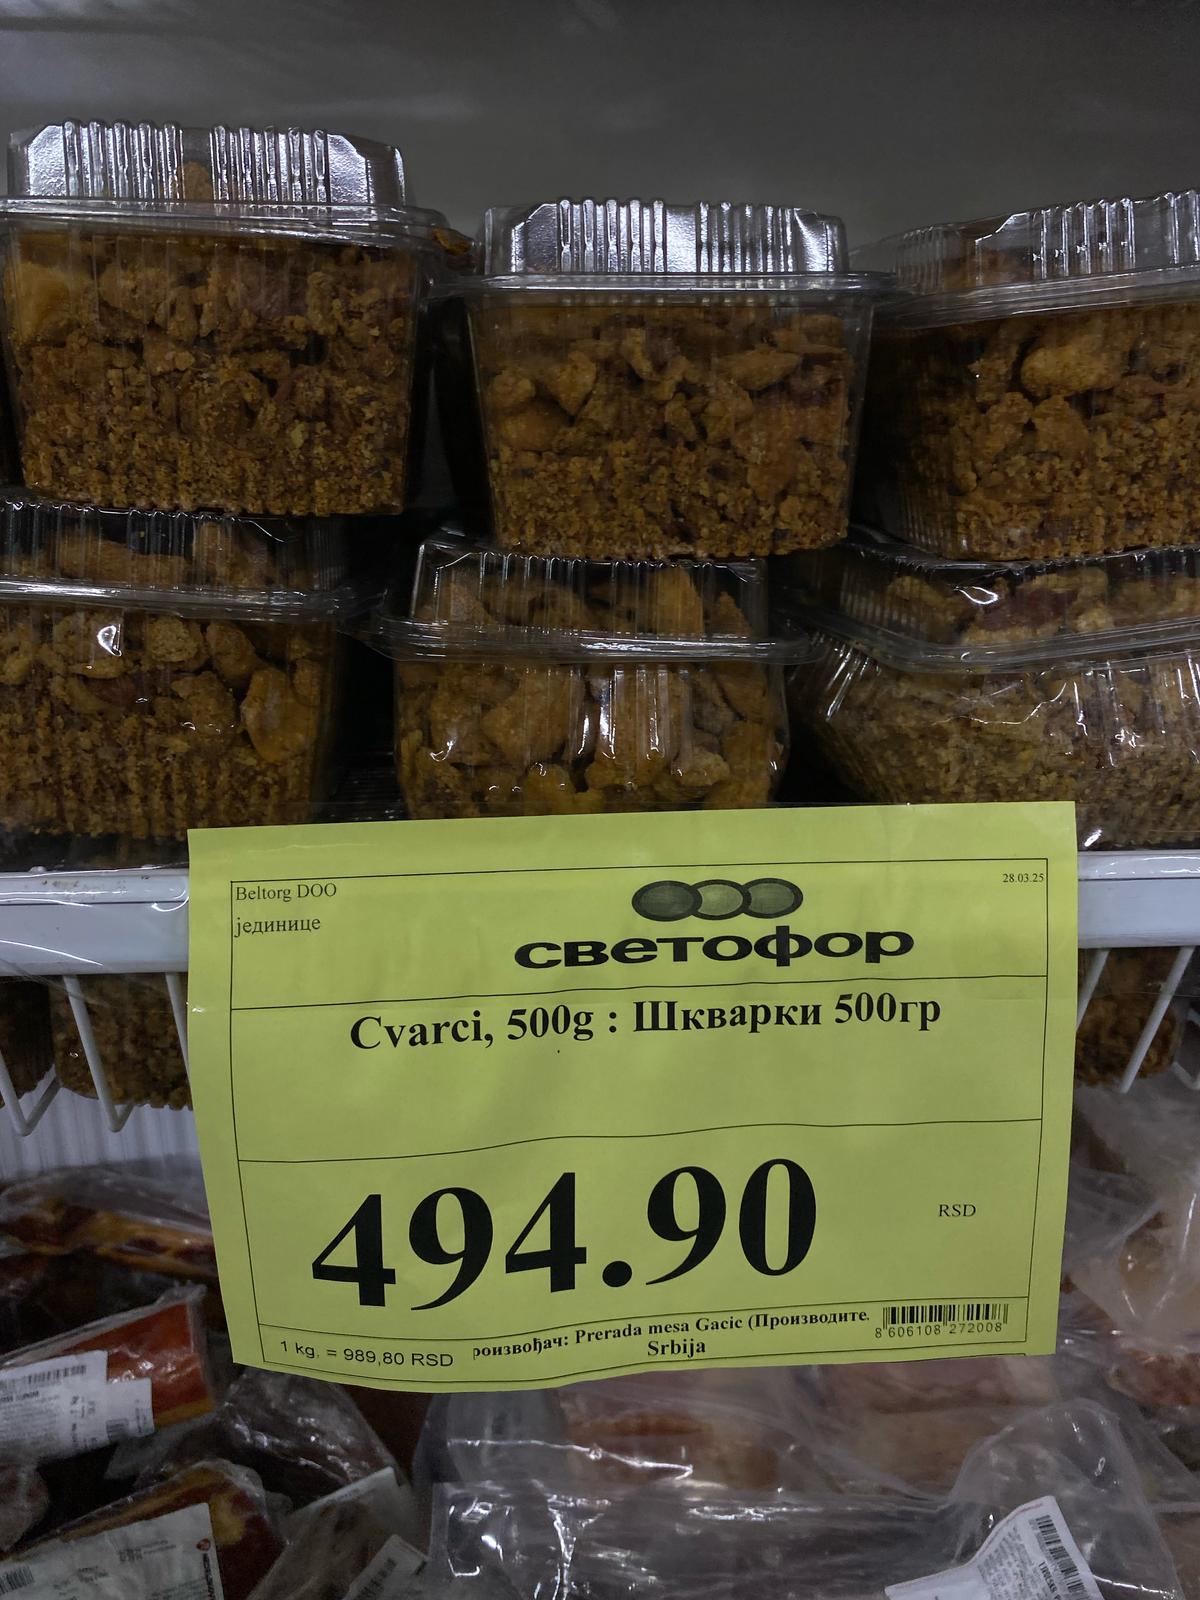 Beltorg DOO
јединице
28.03.25
светофор
Cvarci, 500g : Шкварки 500гр
494.90
RSD
1 kg. = 989,80 RSD
роизвођач: Prerada mesa Gacic (Производите.
Srbija
8 606108 272008